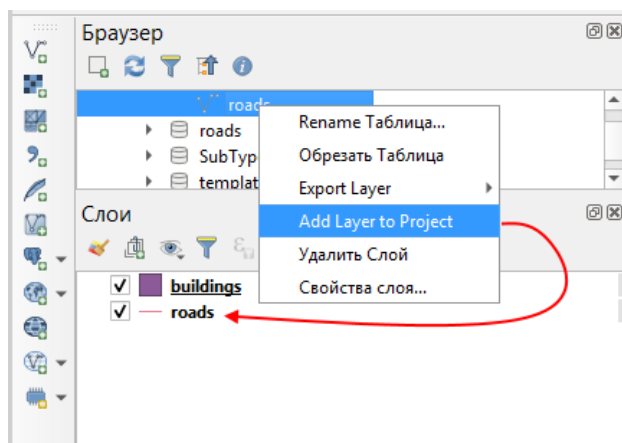 Браузер
roads
roads
SubTyp
templat
Rename Таблица...
Обрезать Таблица
Export Layer
Add Layer to Project
Удалить Слой
Свойства слоя...
Слои
buildings
roads